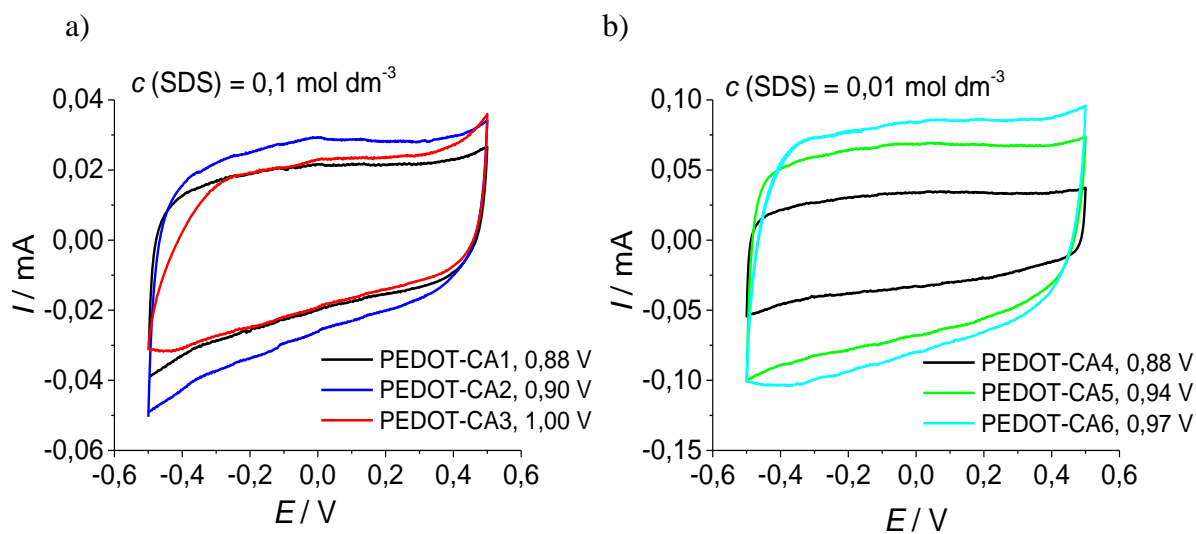 a)
c (SDS) = 0,1 mol dm-3
0,04
0,02
0,00
-0,02
-0,04
-0,06
I / mA
PEDOT-CA1, 0,88 V
PEDOT-CA2, 0,90 V
PEDOT-CA3, 1,00 V
-0,6 -0,4 -0,2 0,0 0,2 0,4 0,6
E / V
b)
c (SDS) = 0,01 mol dm-3
0,10
0,05
0,00
-0,05
-0,10
-0,15
I / mA
PEDOT-CA4, 0,88 V
PEDOT-CA5, 0,94 V
PEDOT-CA6, 0,97 V
-0,6 -0,4 -0,2 0,0 0,2 0,4 0,6
E / V